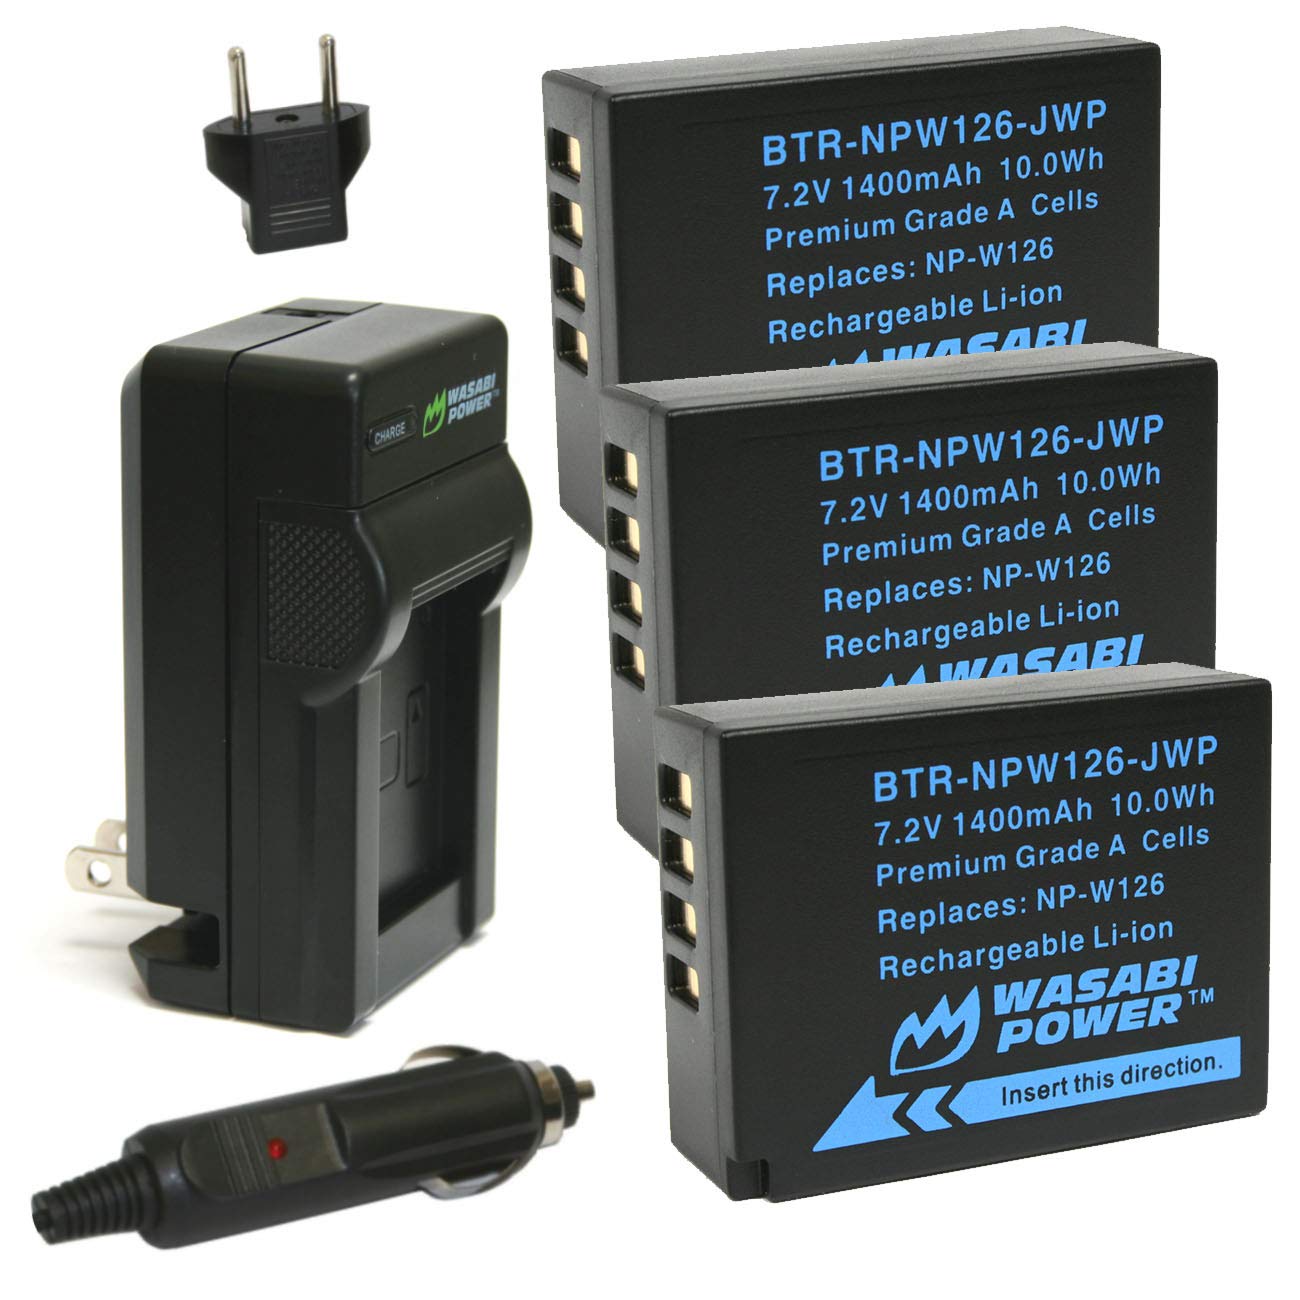 BTR-NPW126-JWP
7.2V 1400mAh 10.0Wh
Premium Grade A Cells
Replaces: NP-W126
Rechargeable Li-ion
WASABI
CHARGE
WASABI
POWER™
BTR-NPW126-JWP
7.2V 1400mAh 10.0Wh
Premium Grade A Cells
Replaces: NP-W126
Rechargeable Li-ion
WASABI
BTR-NPW126-JWP
7.2V 1400mAh 10.0Wh
Premium Grade A Cells
Replaces: NP-W126
Rechargeable Li-ion
WASABI
POWER™
Insert this direction.